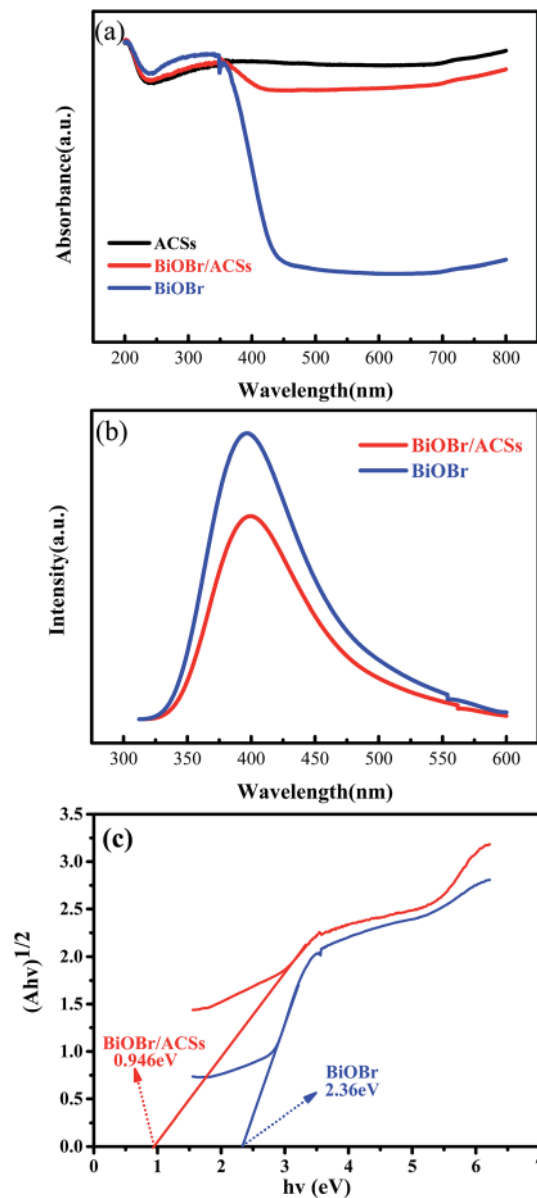 (a)
Absorbance(a.u.)
ACSs
BiOBr/ACSs
BiOBr
200 300 400 500 600 700 800
Wavelength(nm)
(b)
BiOBr/ACSs
BiOBr
Intensity(a.u.)
300 350 400 450 500 550 600
Wavelength(nm)
(c)
3.5
3.0
2.5
2.0
1.5
1.0
0.5
0.0
(Ahv)1/2
BiOBr/ACSs
0.946eV
BiOBr
2.36eV
0 1 2 3 4 5 6 7
hv (eV)